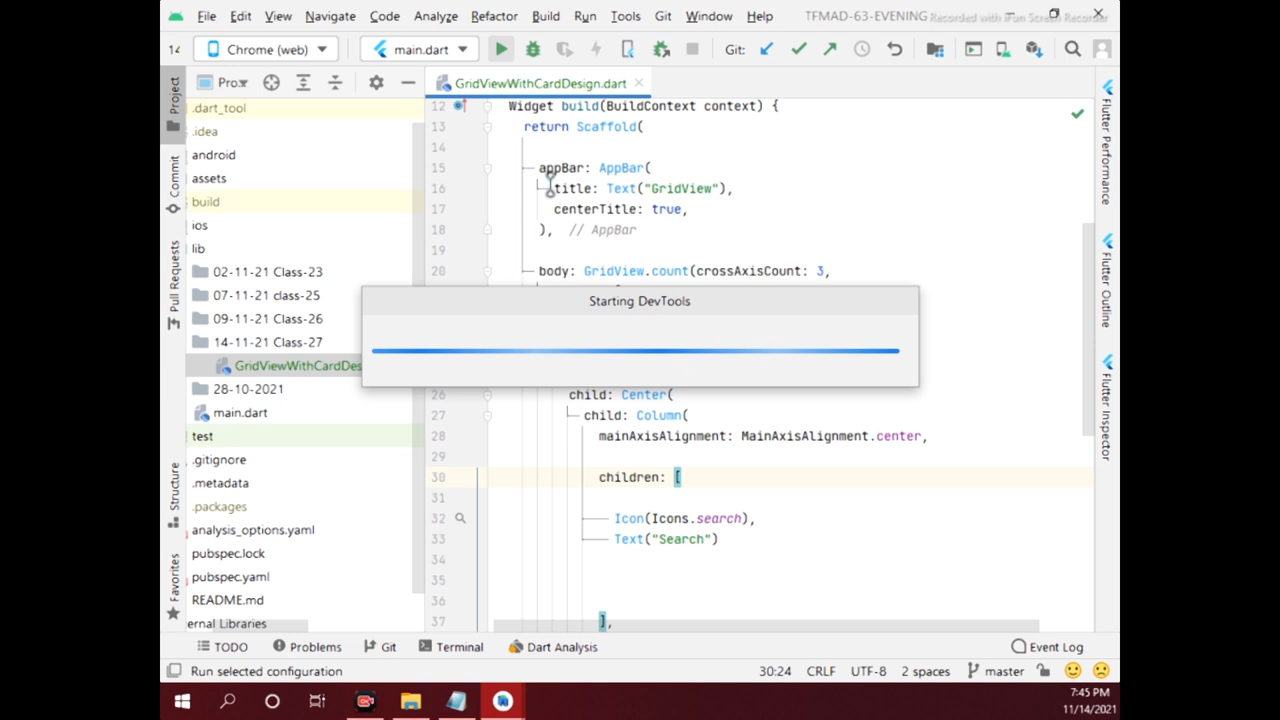 File Edit View Navigate Code Analyze Refactor Build Run Tools Git Window Help TFMAD-63-EVENING Recorded with iFun Screen Recorder
Chrome (web) main.dart Git:
Pro... GridViewWithCardDesign.dart
Project
Commit
Pull Requests
Structure
Favorites
.dart_tool
.idea
android
assets
build
ios
lib
02-11-21 Class-23
07-11-21 class-25
09-11-21 Class-26
14-11-21 Class-27
GridViewWithCardDes
28-10-2021
main.dart
test
.gitignore
.metadata
.packages
analysis_options.yaml
pubspec.lock
pubspec.yaml
README.md
ernal Libraries
12 Widget build(BuildContext context) {
13 return Scaffold(
14
15 appBar: AppBar(
16 title: Text("GridView"),
17 centerTitle: true,
18 ), // AppBar
19
20 body: GridView.count(crossAxisCount: 3,
Starting DevTools
26 child: Center(
27 child: Column(
28 mainAxisAlignment: MainAxisAlignment.center,
29
30 children: [
31
32 Icon(Icons.search),
33 Text("Search")
34
35
36
37 ],
Flutter Performance
Flutter Outline
Flutter Inspector
TODO Problems Git Terminal Dart Analysis Event Log
Run selected configuration 30:24 CRLF UTF-8 2 spaces master
7:45 PM
11/14/2021